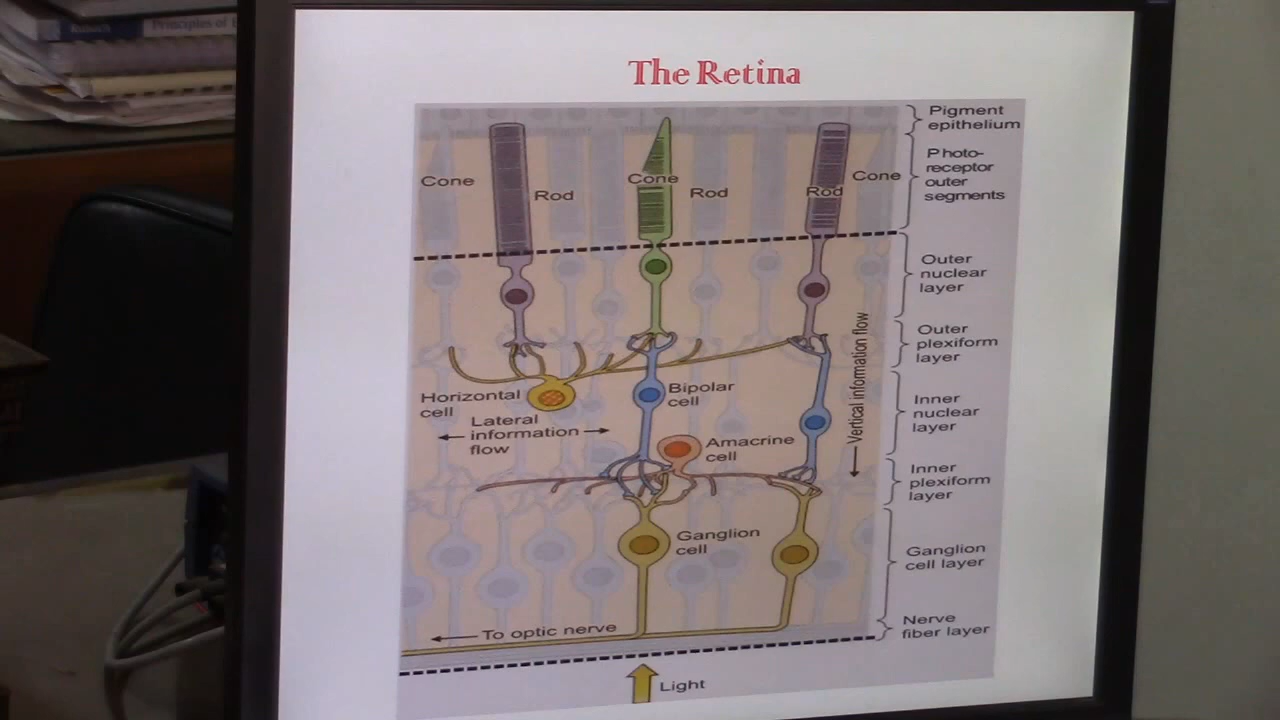 Principles of
The Retina
Pigment
epithelium
Photo-
receptor
outer
segments
Cone
Rod
Cone
Rod
Rod
Cone
Outer
nuclear
layer
Outer
plexiform
layer
Vertical information flow
Horizontal
cell
Bipolar
cell
Inner
nuclear
layer
Lateral
information
flow
Amacrine
cell
Inner
plexiform
layer
Ganglion
cell
Ganglion
cell layer
To optic nerve
Nerve
fiber layer
Light